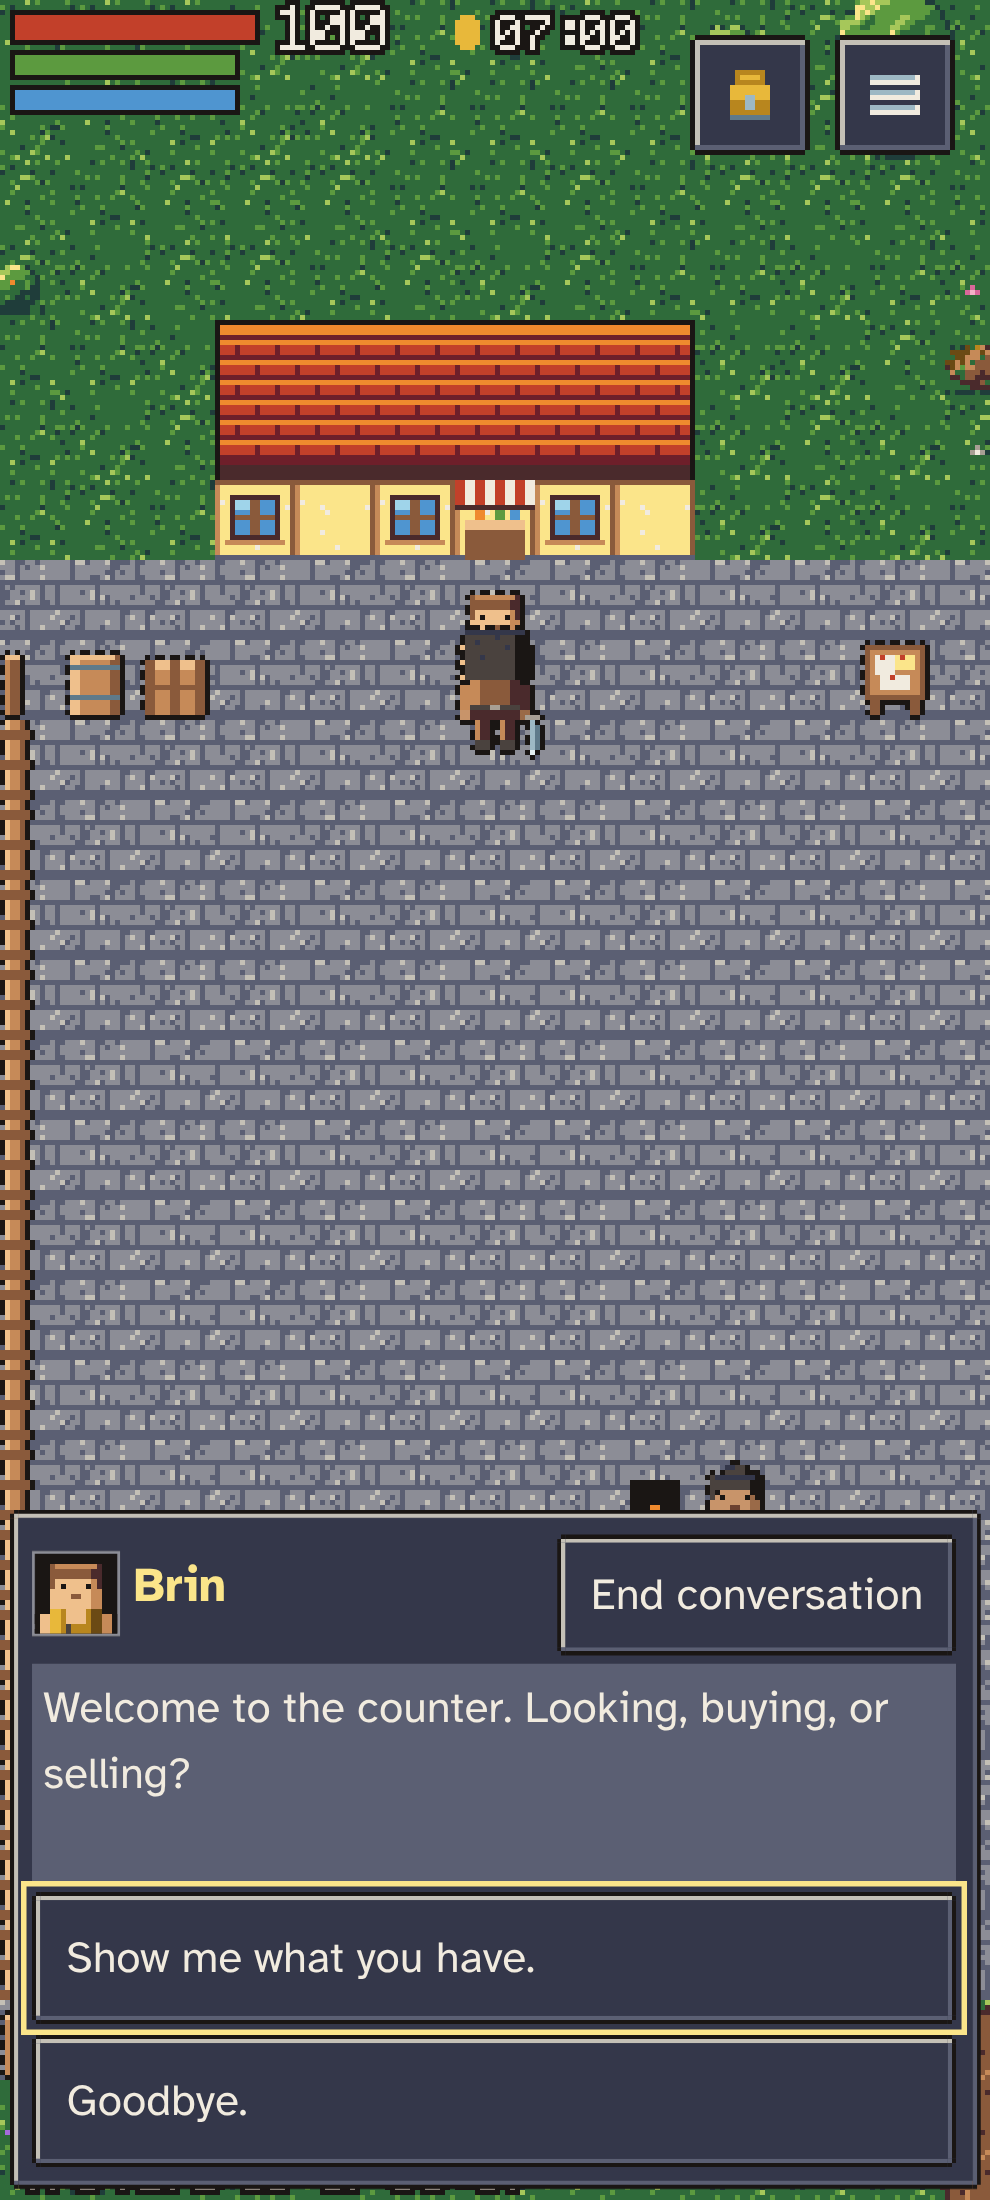 100 07:00
Brin
End conversation
Welcome to the counter. Looking, buying, or
selling?
Show me what you have.
Goodbye.